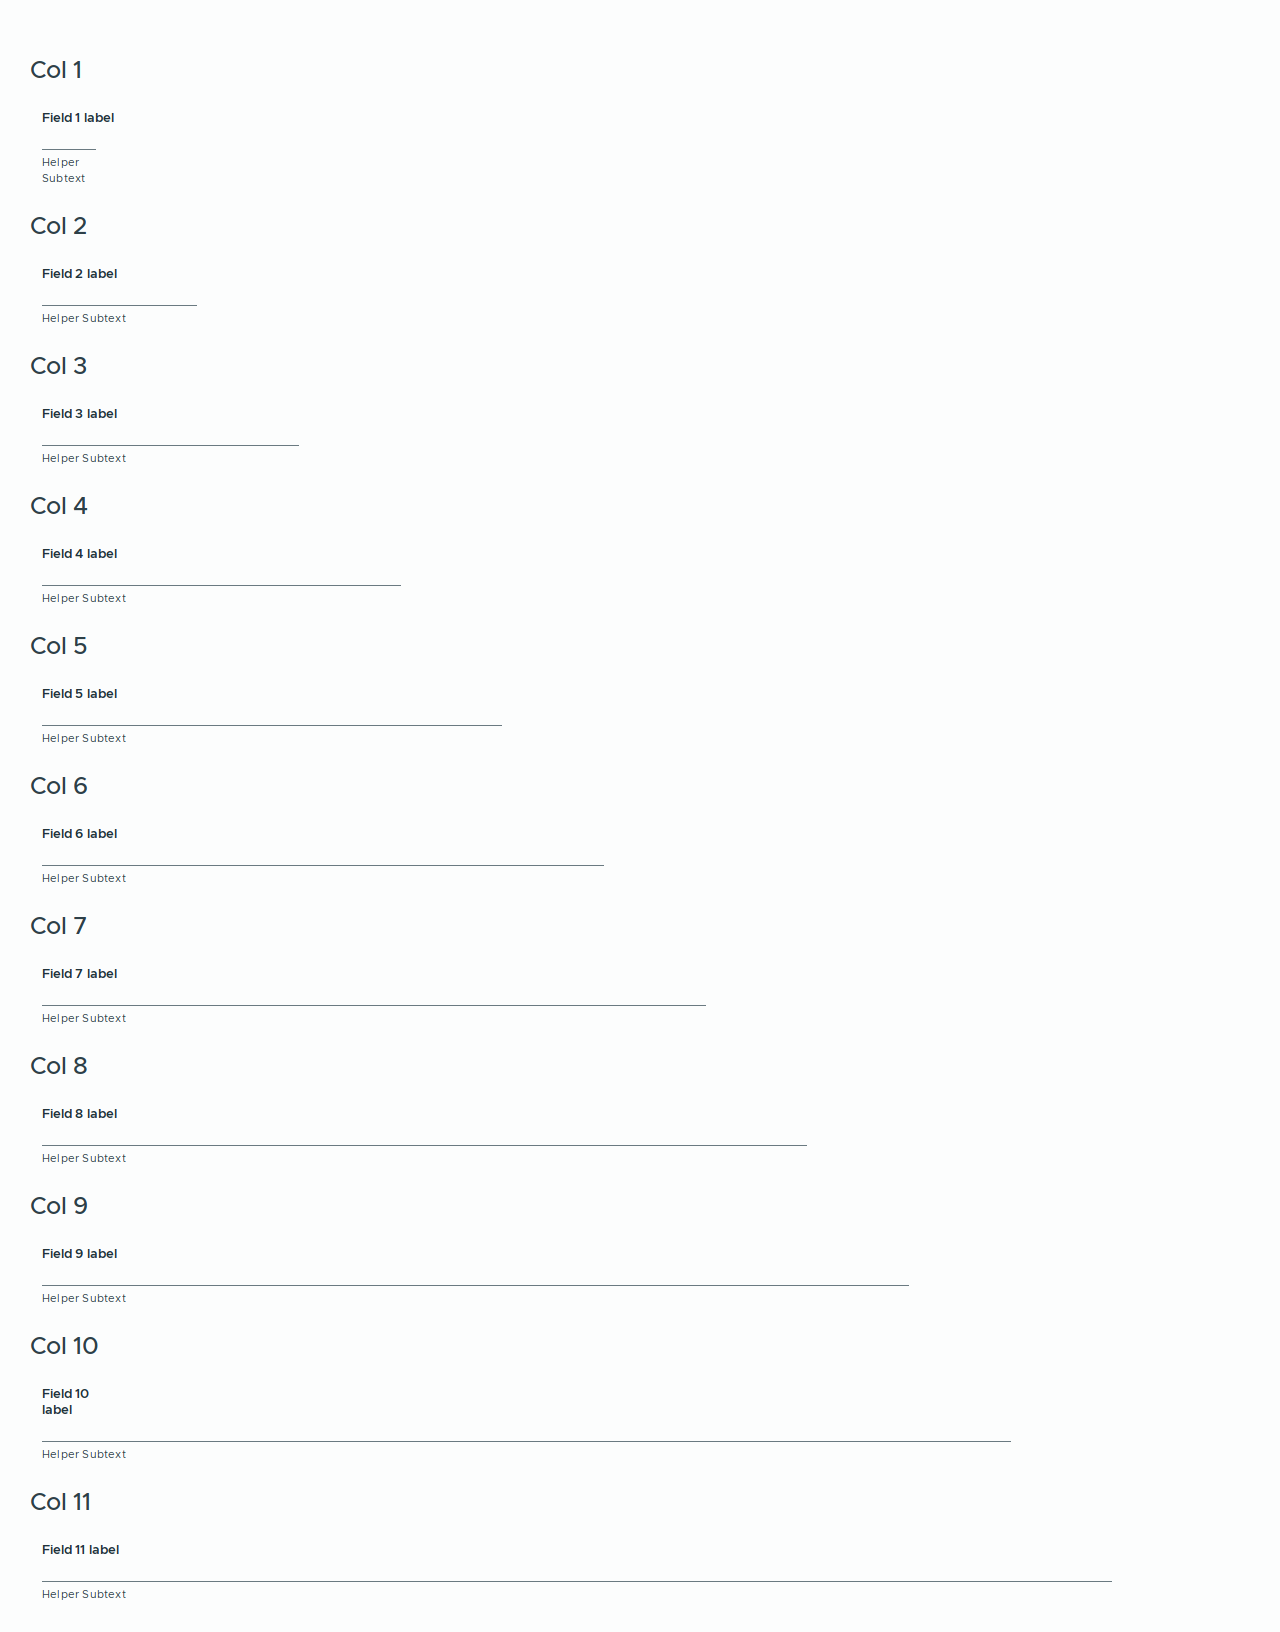 Col 1
Field 1 label
Helper
Subtext
Col 2
Field 2 label
Helper Subtext
Col 3
Field 3 label
Helper Subtext
Col 4
Field 4 label
Helper Subtext
Col 5
Field 5 label
Helper Subtext
Col 6
Field 6 label
Helper Subtext
Col 7
Field 7 label
Helper Subtext
Col 8
Field 8 label
Helper Subtext
Col 9
Field 9 label
Helper Subtext
Col 10
Field 10
label
Helper Subtext
Col 11
Field 11 label
Helper Subtext